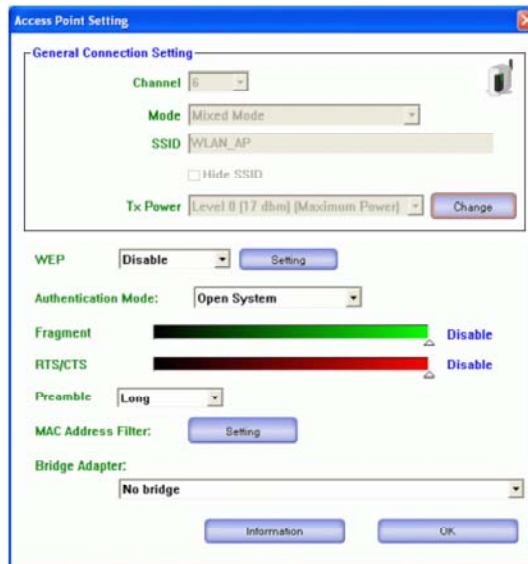 Access Point Setting
General Connection Setting
Channel 6
Mode Mixed Mode
SSID WLAN_AP
Hide SSID
Tx Power Level 0 [17 dbm] (Maximum Power) Change
WEP Disable Setting
Authentication Mode: Open System
Fragment Disable
RTS/CTS Disable
Preamble Long
MAC Address Filter: Setting
Bridge Adapter:
No bridge
Information OK